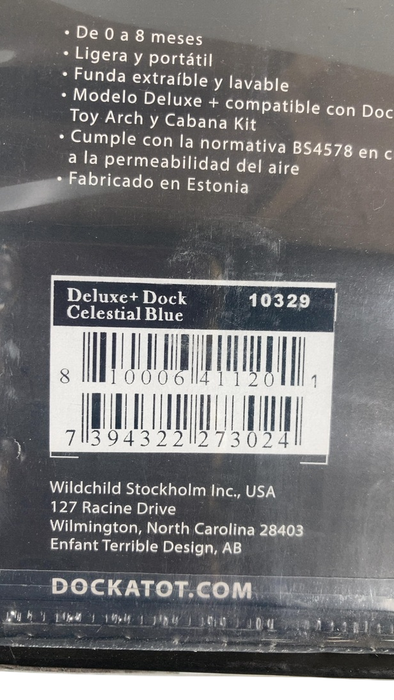 • De 0 a 8 meses
• Ligera y portátil
• Funda extraíble y lavable
• Modelo Deluxe + compatible con Doc
Toy Arch y Cabana Kit
• Cumple con la normativa BS4578 en c
a la permeabilidad del aire
• Fabricado en Estonia
Deluxe+ Dock 10329
Celestial Blue
8 10006 41120 1
7 394322 273024
Wildchild Stockholm Inc., USA
127 Racine Drive
Wilmington, North Carolina 28403
Enfant Terrible Design, AB
DOCKATOT.COM